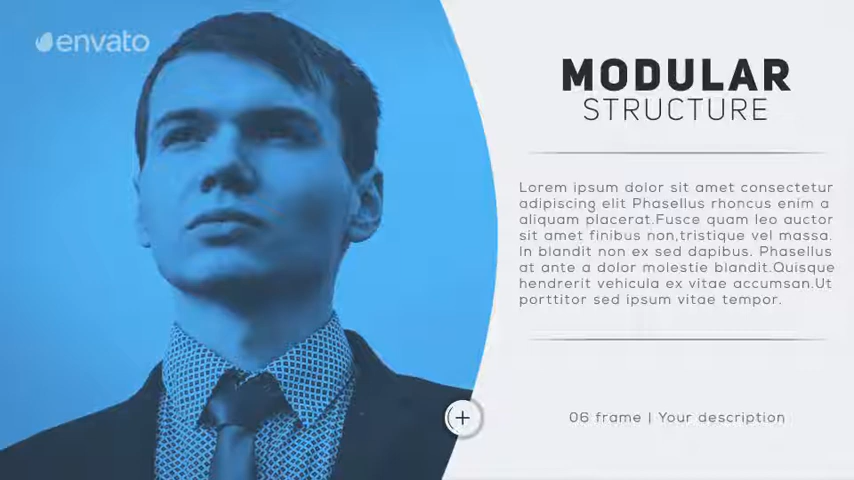 envato
MODULAR
STRUCTURE
Lorem ipsum dolor sit amet consectetur
adipiscing elit Phasellus rhoncus enim a
aliquam placerat.Fusce quam leo auctor
sit amet finibus non,tristique vel massa.
In blandit non ex sed dapibus. Phasellus
at ante a dolor molestie blandit.Quisque
hendrerit vehicula ex vitae accumsan.Ut
porttitor sed ipsum vitae tempor.
06 frame | Your description